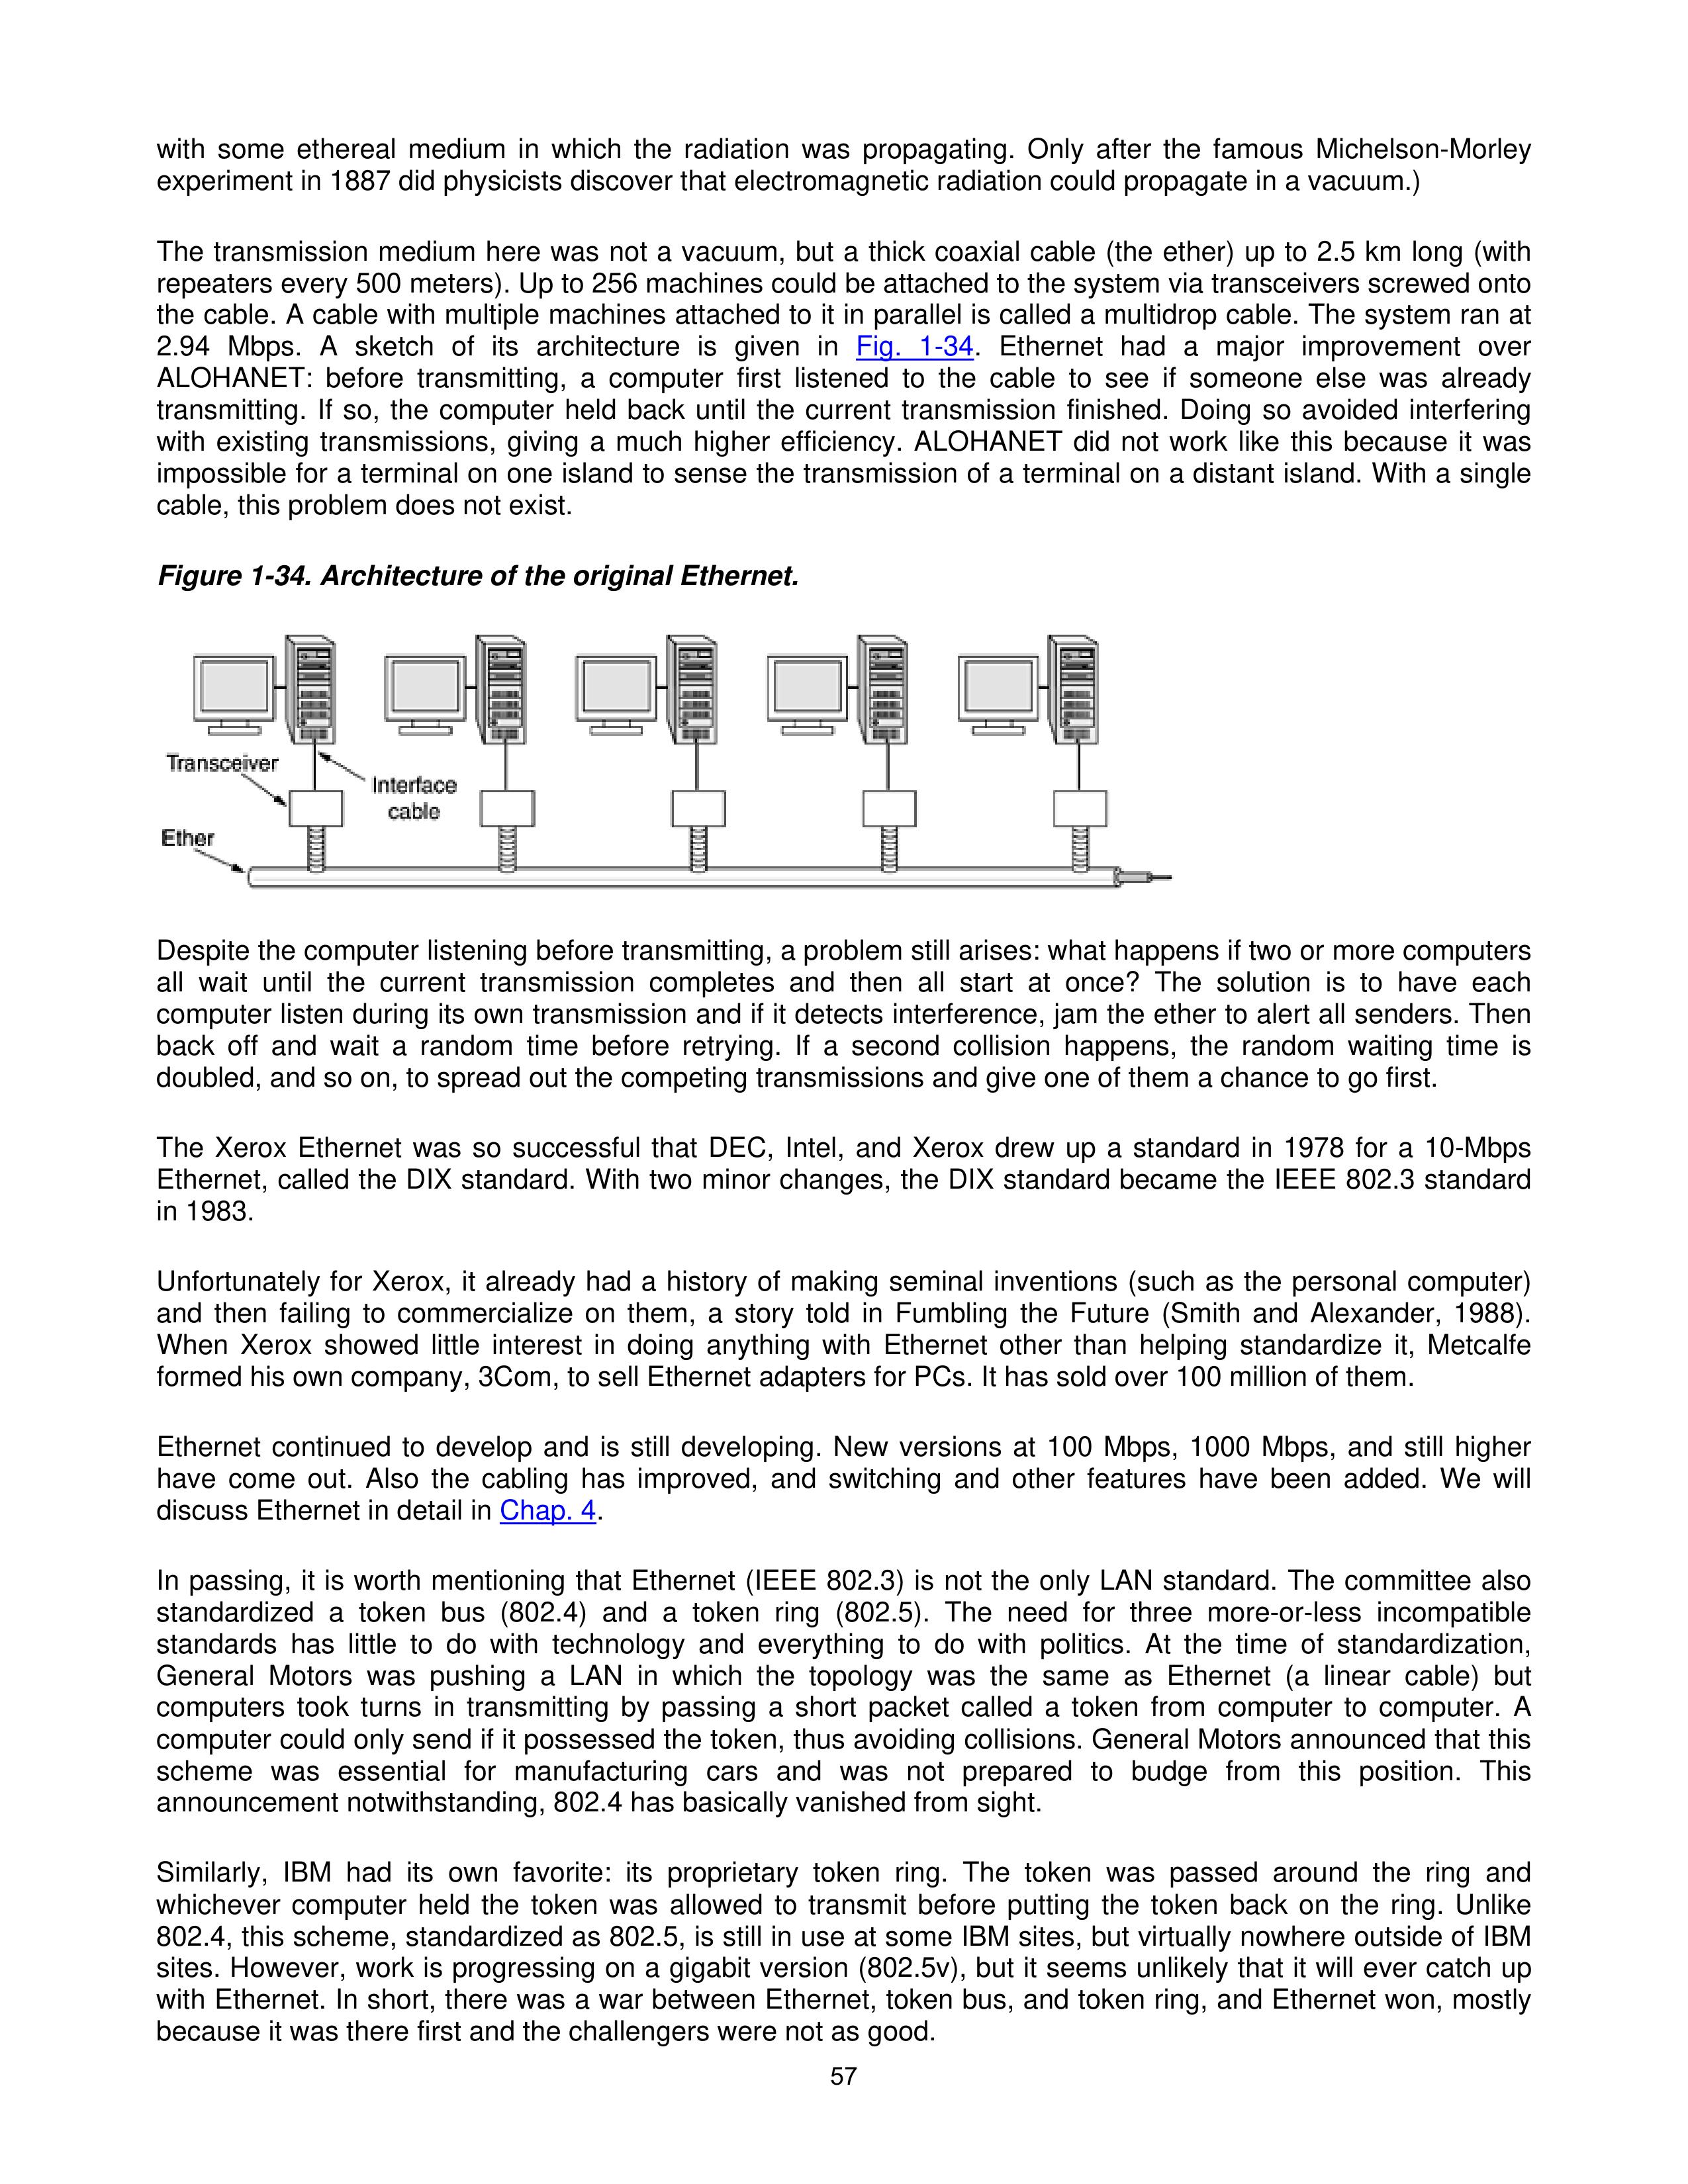 with some ethereal medium in which the radiation was propagating. Only after the famous Michelson-Morley
experiment in 1887 did physicists discover that electromagnetic radiation could propagate in a vacuum.)
The transmission medium here was not a vacuum, but a thick coaxial cable (the ether) up to 2.5 km long (with
repeaters every 500 meters). Up to 256 machines could be attached to the system via transceivers screwed onto
the cable. A cable with multiple machines attached to it in parallel is called a multidrop cable. The system ran at
2.94 Mbps. A sketch of its architecture is given in Fig. 1-34. Ethernet had a major improvement over
ALOHANET: before transmitting, a computer first listened to the cable to see if someone else was already
transmitting. If so, the computer held back until the current transmission finished. Doing so avoided interfering
with existing transmissions, giving a much higher efficiency. ALOHANET did not work like this because it was
impossible for a terminal on one island to sense the transmission of a terminal on a distant island. With a single
cable, this problem does not exist.
Figure 1-34. Architecture of the original Ethernet.
Transceiver
Interface
cable
Ether
Despite the computer listening before transmitting, a problem still arises: what happens if two or more computers
all wait until the current transmission completes and then all start at once? The solution is to have each
computer listen during its own transmission and if it detects interference, jam the ether to alert all senders. Then
back off and wait a random time before retrying. If a second collision happens, the random waiting time is
doubled, and so on, to spread out the competing transmissions and give one of them a chance to go first.
The Xerox Ethernet was so successful that DEC, Intel, and Xerox drew up a standard in 1978 for a 10-Mbps
Ethernet, called the DIX standard. With two minor changes, the DIX standard became the IEEE 802.3 standard
in 1983.
Unfortunately for Xerox, it already had a history of making seminal inventions (such as the personal computer)
and then failing to commercialize on them, a story told in Fumbling the Future (Smith and Alexander, 1988).
When Xerox showed little interest in doing anything with Ethernet other than helping standardize it, Metcalfe
formed his own company, 3Com, to sell Ethernet adapters for PCs. It has sold over 100 million of them.
Ethernet continued to develop and is still developing. New versions at 100 Mbps, 1000 Mbps, and still higher
have come out. Also the cabling has improved, and switching and other features have been added. We will
discuss Ethernet in detail in Chap. 4.
In passing, it is worth mentioning that Ethernet (IEEE 802.3) is not the only LAN standard. The committee also
standardized a token bus (802.4) and a token ring (802.5). The need for three more-or-less incompatible
standards has little to do with technology and everything to do with politics. At the time of standardization,
General Motors was pushing a LAN in which the topology was the same as Ethernet (a linear cable) but
computers took turns in transmitting by passing a short packet called a token from computer to computer. A
computer could only send if it possessed the token, thus avoiding collisions. General Motors announced that this
scheme was essential for manufacturing cars and was not prepared to budge from this position. This
announcement notwithstanding, 802.4 has basically vanished from sight.
Similarly, IBM had its own favorite: its proprietary token ring. The token was passed around the ring and
whichever computer held the token was allowed to transmit before putting the token back on the ring. Unlike
802.4, this scheme, standardized as 802.5, is still in use at some IBM sites, but virtually nowhere outside of IBM
sites. However, work is progressing on a gigabit version (802.5v), but it seems unlikely that it will ever catch up
with Ethernet. In short, there was a war between Ethernet, token bus, and token ring, and Ethernet won, mostly
because it was there first and the challengers were not as good.
57